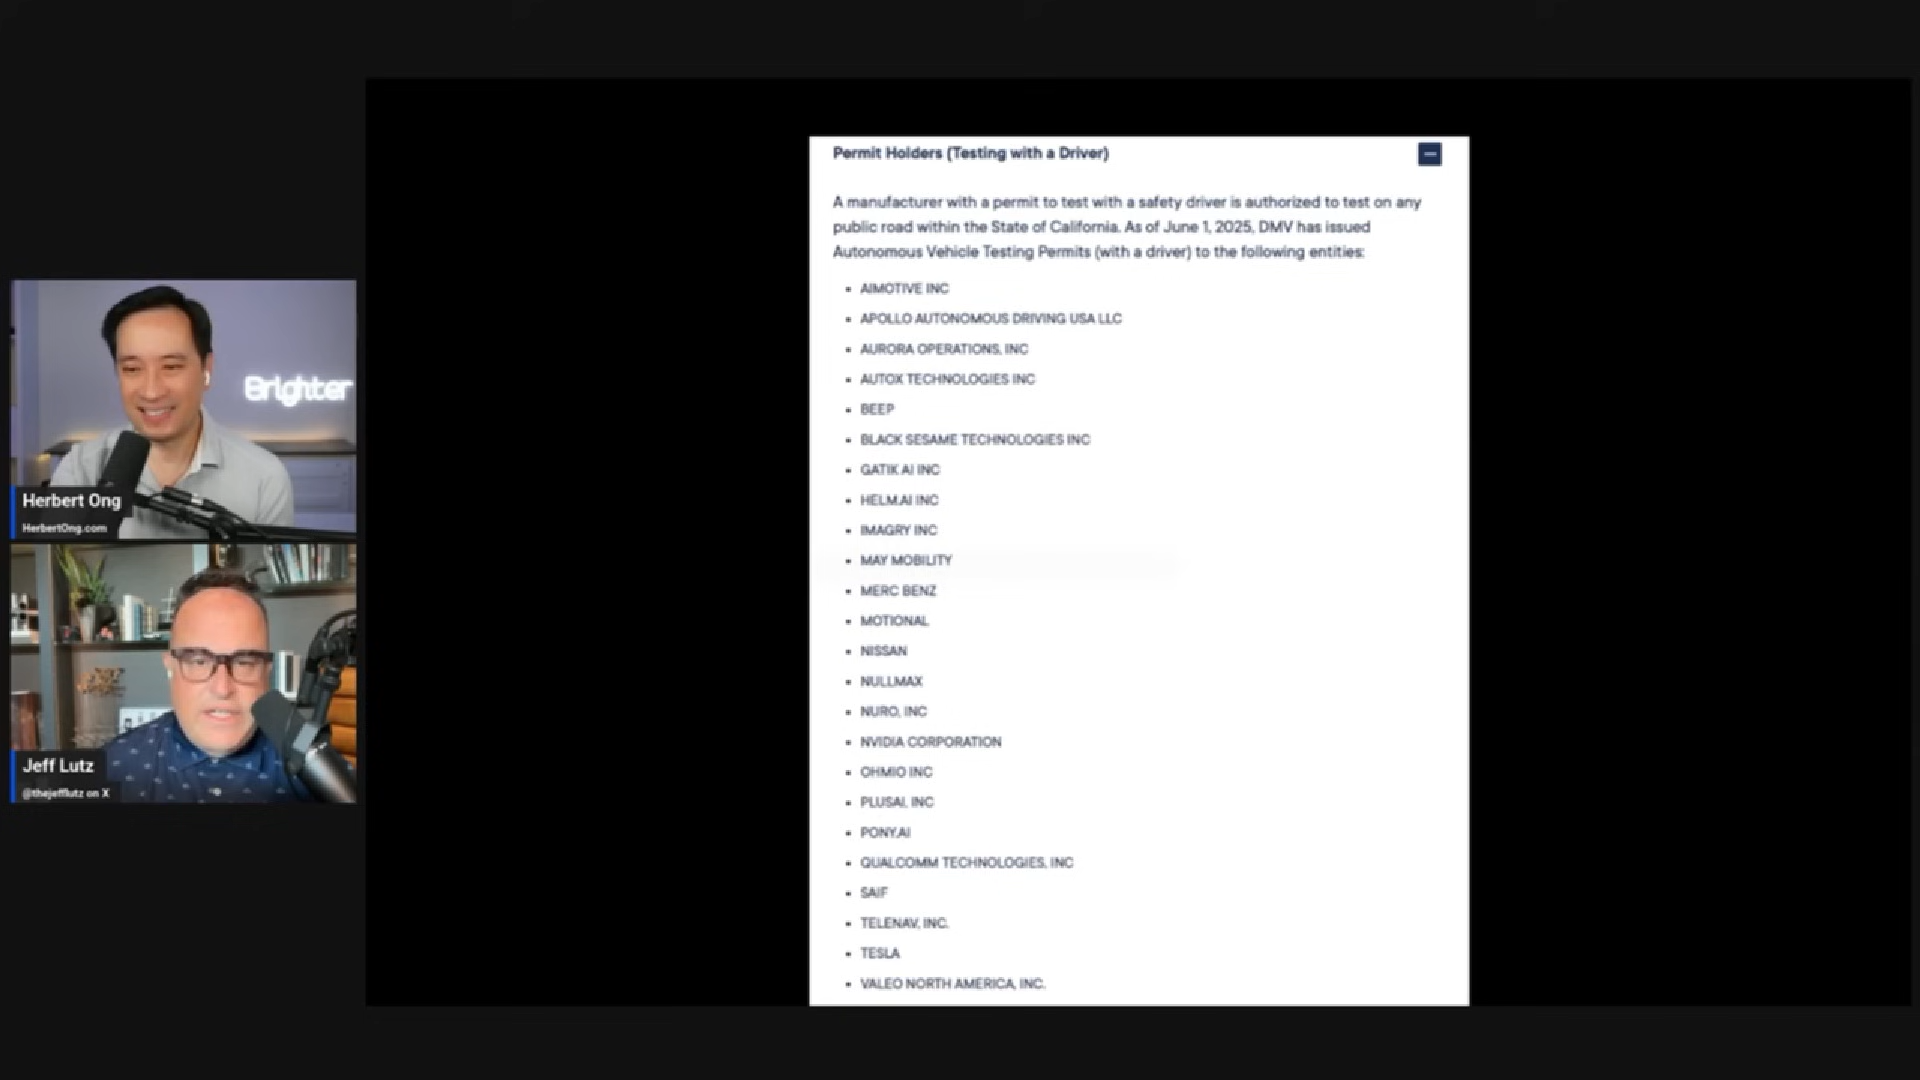 Permit Holders (Testing with a Driver)
A manufacturer with a permit to test with a safety driver is authorized to test on any
public road within the State of California. As of June 1, 2025, DMV has issued
Autonomous Vehicle Testing Permits (with a driver) to the following entities:
• AIMOTIVE INC
• APOLLO AUTONOMOUS DRIVING USA LLC
• AURORA OPERATIONS, INC
• AUTOX TECHNOLOGIES INC
• BEEP
• BLACK SESAME TECHNOLOGIES INC
• GATIK AI INC
• HELM.AI INC
• IMAGRY INC
• MAY MOBILITY
• MERC BENZ
• MOTIONAL
• NISSAN
• NULLMAX
• NURO, INC
• NVIDIA CORPORATION
• OHMIO INC
• PLUSAI, INC
• PONY.AI
• QUALCOMM TECHNOLOGIES, INC
• SAIF
• TELENAV, INC.
• TESLA
• VALEO NORTH AMERICA, INC.
Brighter
Herbert Ong
HerbertOng.com
Jeff Lutz
@thejefflutz on X